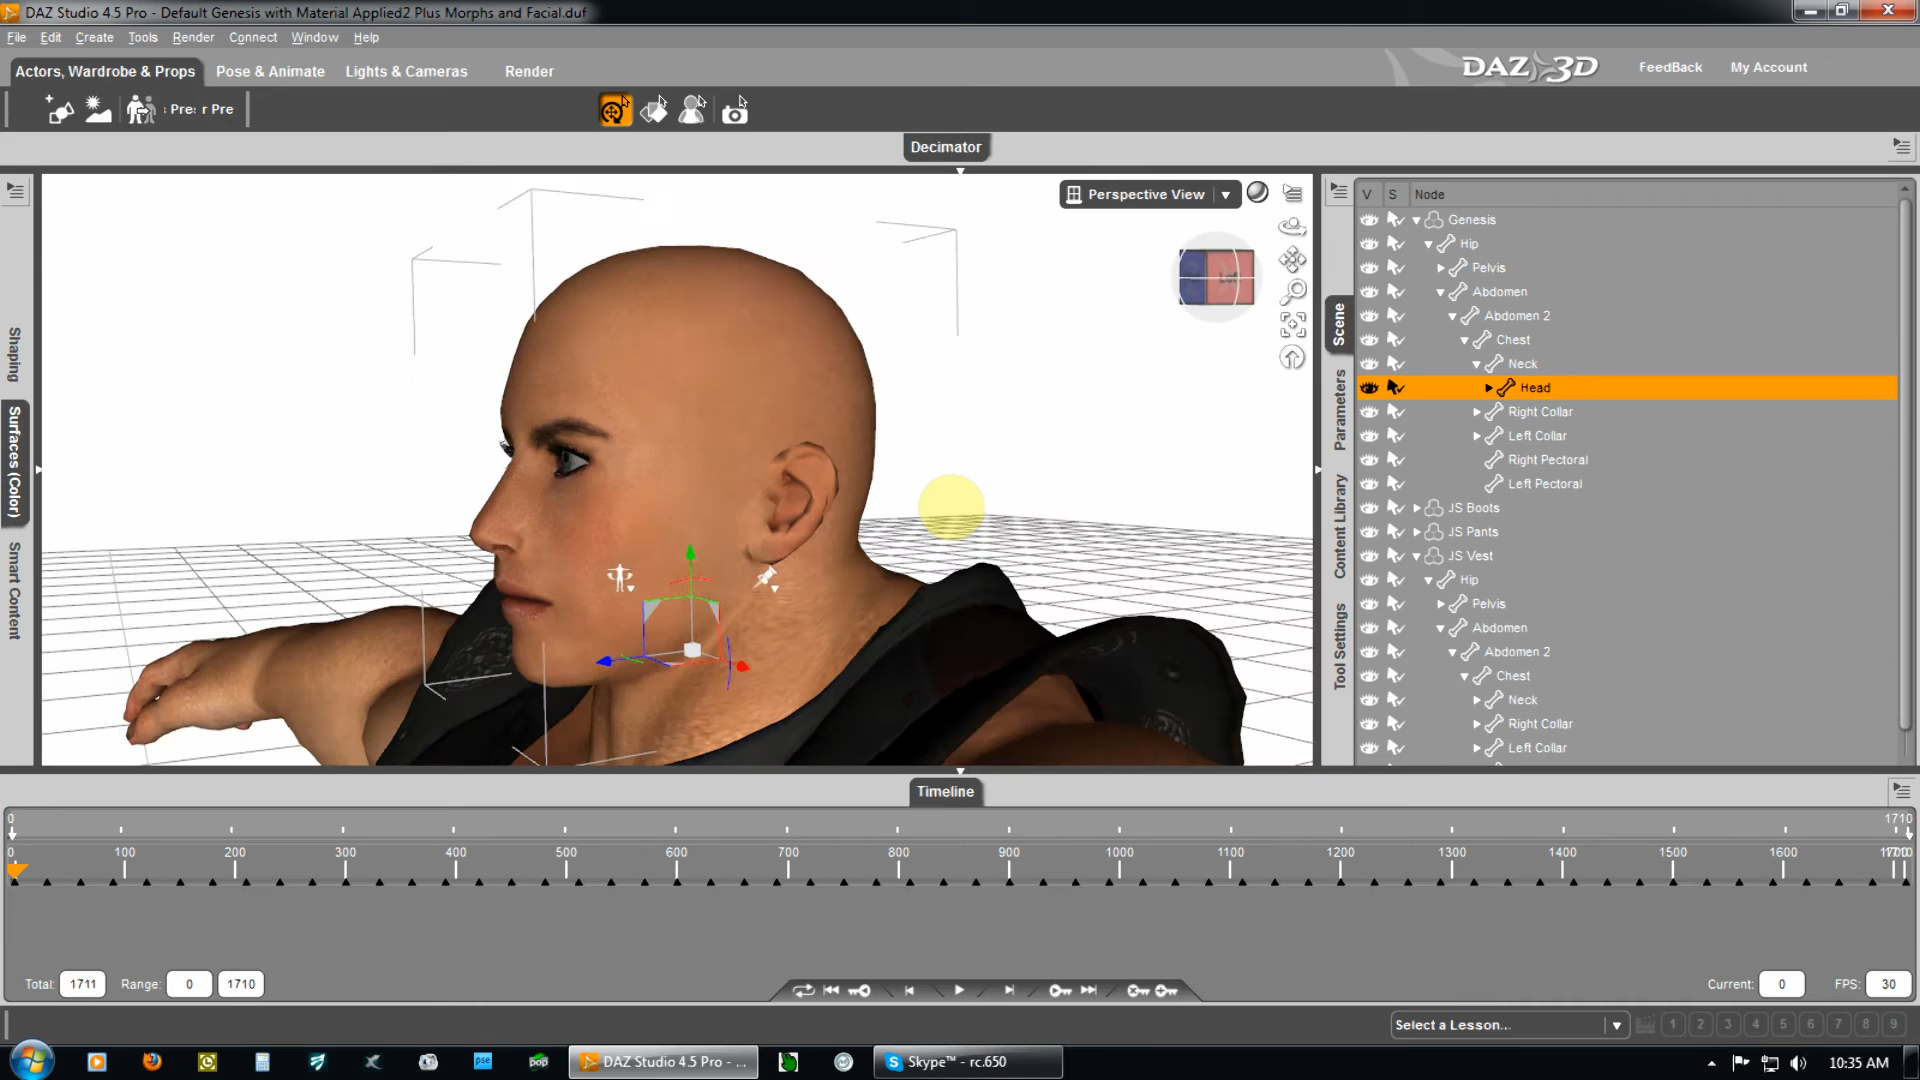 DAZ Studio 4.5 Pro - Default Genesis with Material Applied2 Plus Morphs and Facial.duf
File Edit Create Tools Render Connect Window Help
Actors, Wardrobe & Props Pose & Animate Lights & Cameras Render
DAZ 3D FeedBack My Account
: Pres r Pre
Decimator
Perspective View
Shaping
Surfaces (Color)
Smart Content
Scene
Parameters
Content Library
Tool Settings
V S Node
Genesis
Hip
Pelvis
Abdomen
Abdomen 2
Chest
Neck
Head
Right Collar
Left Collar
Right Pectoral
Left Pectoral
JS Boots
JS Pants
JS Vest
Hip
Pelvis
Abdomen
Abdomen 2
Chest
Neck
Right Collar
Left Collar
Timeline
0 1710
0 100 200 300 400 500 600 700 800 900 1000 1100 1200 1300 1400 1500 1600
Total: 1711 Range: 0 1710 Current: 0 FPS: 30
Select a Lesson... 1 2 3 4 5 6 7 8 9
pse pop DAZ Studio 4.5 Pro - ... Skype™ - rc.650 10:35 AM